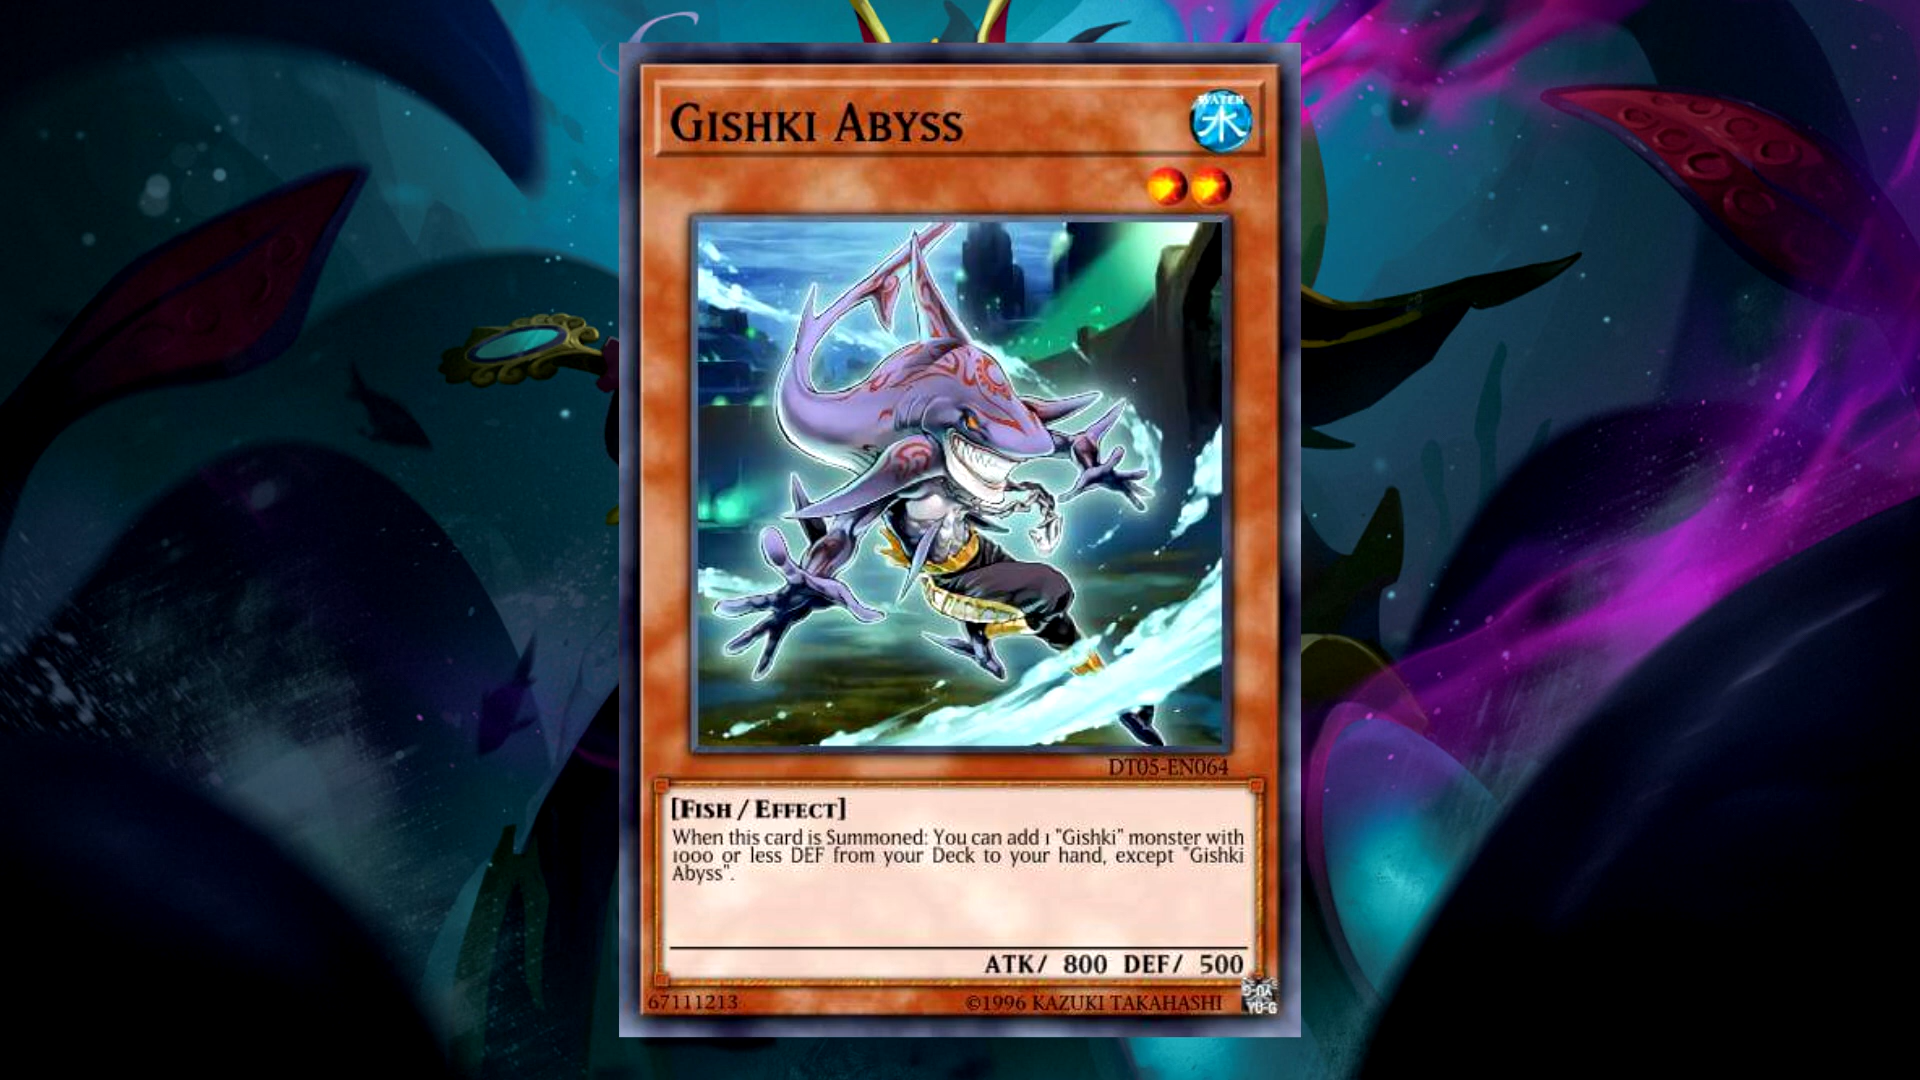 Gishki Abyss
WATER
水
DT05-EN064
[Fish / Effect]
When this card is Summoned: You can add 1 "Gishki" monster with
1000 or less DEF from your Deck to your hand, except "Gishki
Abyss".
ATK/ 800 DEF/ 500
67111213
©1996 KAZUKI TAKAHASHI